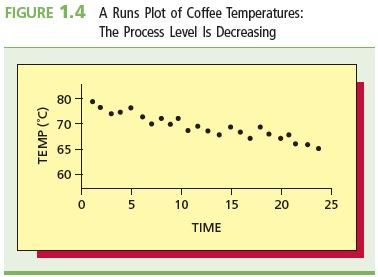 FIGURE 1.4 A Runs Plot of Coffee Temperatures:
The Process Level Is Decreasing
TEMP (°C)
80
70
65
60
0 5 10 15 20 25
TIME